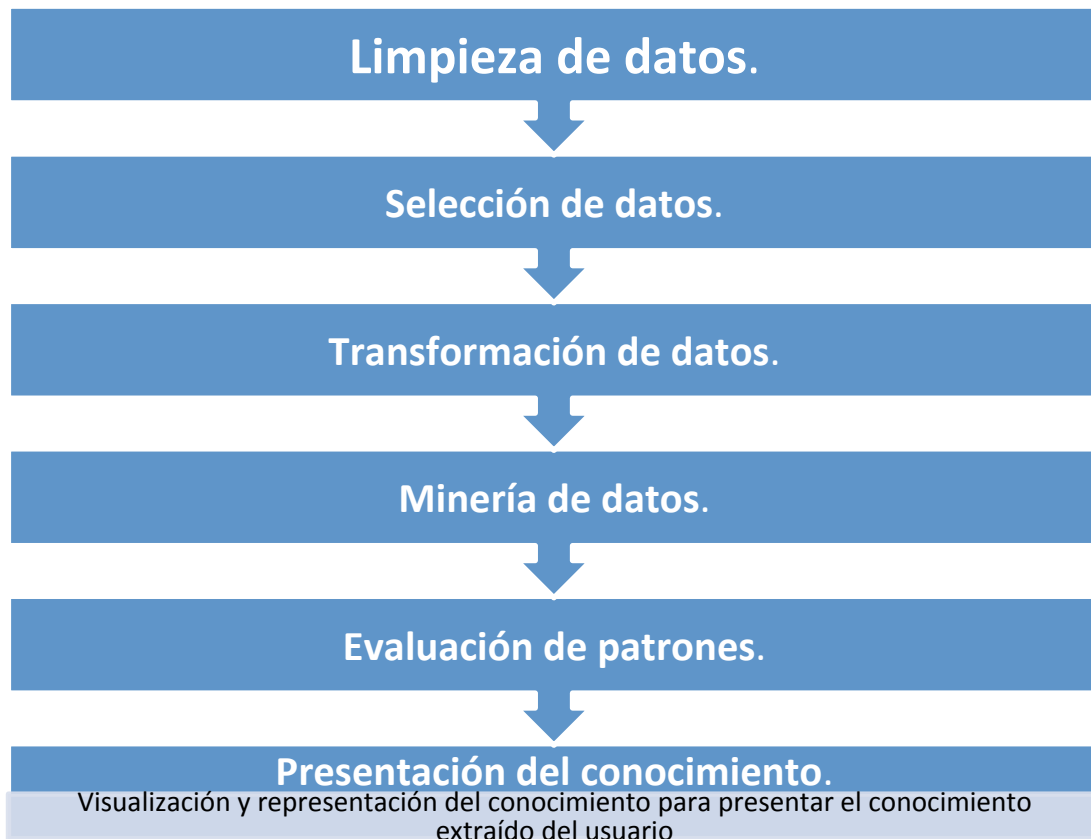 Limpieza de datos.
Selección de datos.
Transformación de datos.
Minería de datos.
Evaluación de patrones.
Presentación del conocimiento.
Visualización y representación del conocimiento para presentar el conocimiento
extraído del usuario